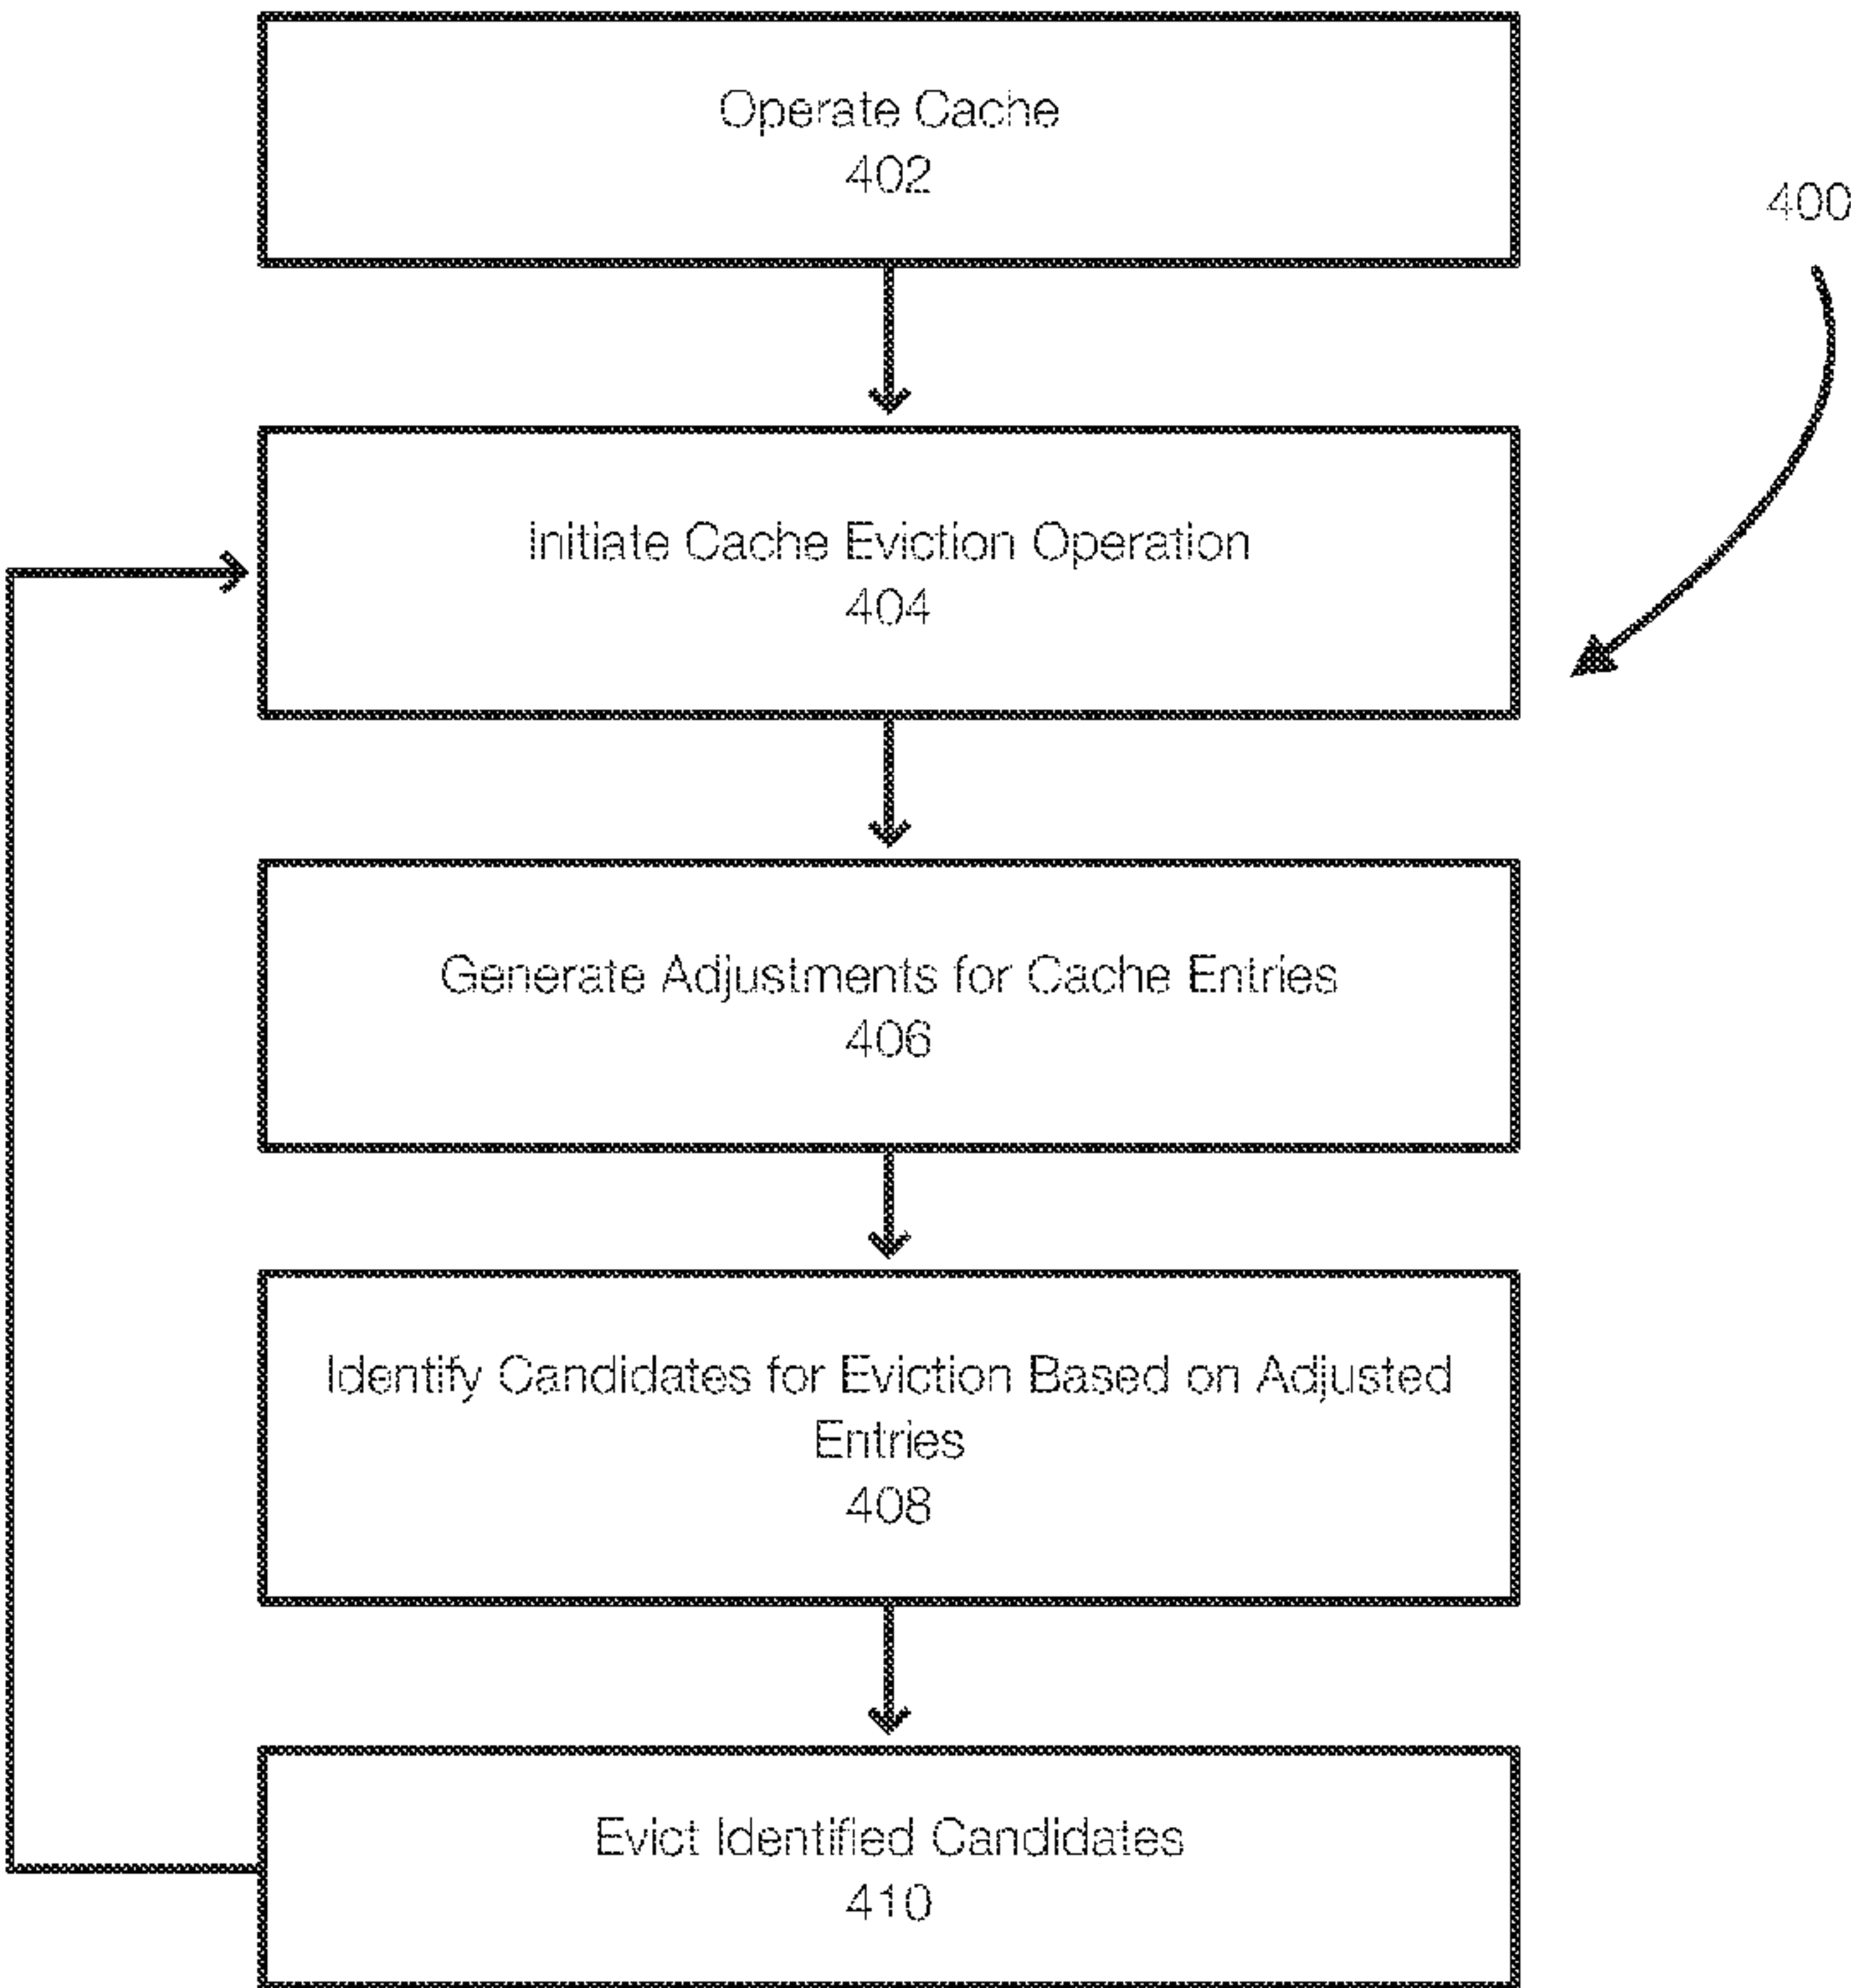 Operate Cache
402
400
Initiate Cache Eviction Operation
404
Generate Adjustments for Cache Entries
406
Identify Candidates for Eviction Based on Adjusted
Entries
408
Evict Identified Candidates
410